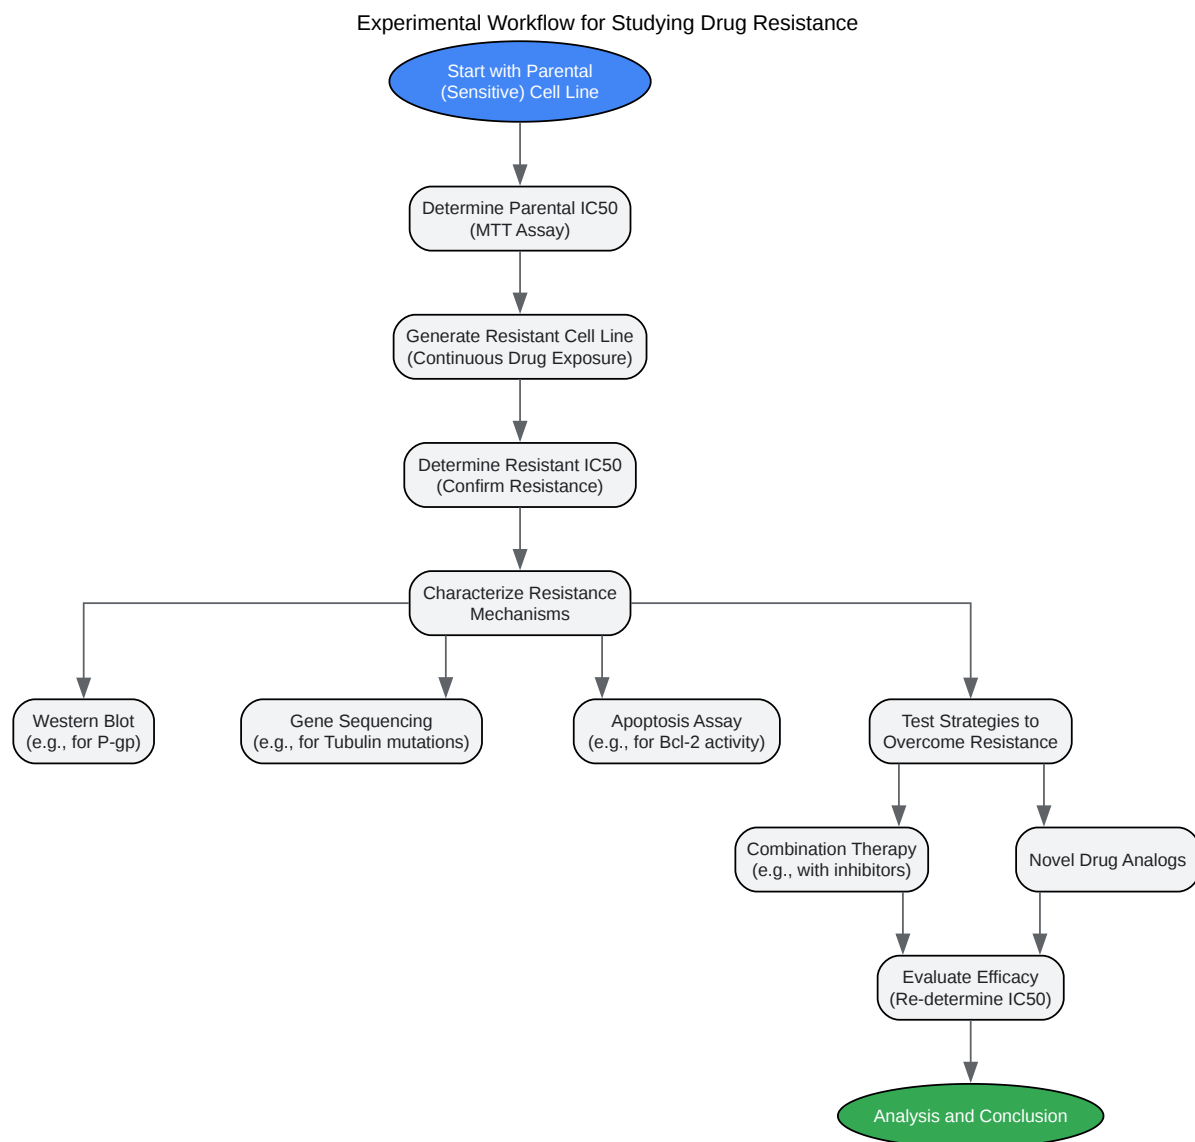 Experimental Workflow for Studying Drug Resistance
Start with Parental
(Sensitive) Cell Line
Determine Parental IC50
(MTT Assay)
Generate Resistant Cell Line
(Continuous Drug Exposure)
Determine Resistant IC50
(Confirm Resistance)
Characterize Resistance
Mechanisms
Western Blot
(e.g., for P-gp)
Gene Sequencing
(e.g., for Tubulin mutations)
Apoptosis Assay
(e.g., for Bcl-2 activity)
Test Strategies to
Overcome Resistance
Combination Therapy
(e.g., with inhibitors)
Novel Drug Analogs
Evaluate Efficacy
(Re-determine IC50)
Analysis and Conclusion